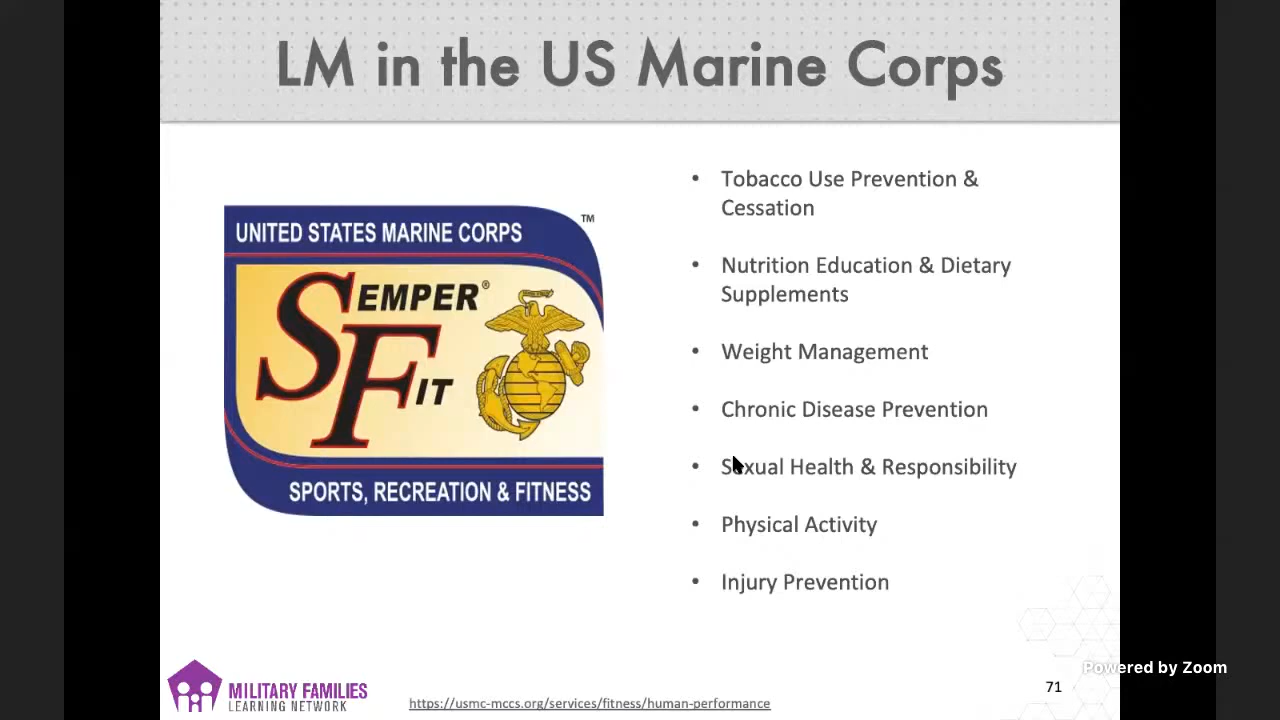 LM in the US Marine Corps
UNITED STATES MARINE CORPS
™
SEMPER®
FIT
SPORTS, RECREATION & FITNESS
• Tobacco Use Prevention &
Cessation
• Nutrition Education & Dietary
Supplements
• Weight Management
• Chronic Disease Prevention
• Sexual Health & Responsibility
• Physical Activity
• Injury Prevention
MILITARY FAMILIES
LEARNING NETWORK
https://usmc-mccs.org/services/fitness/human-performance
71
Powered by Zoom